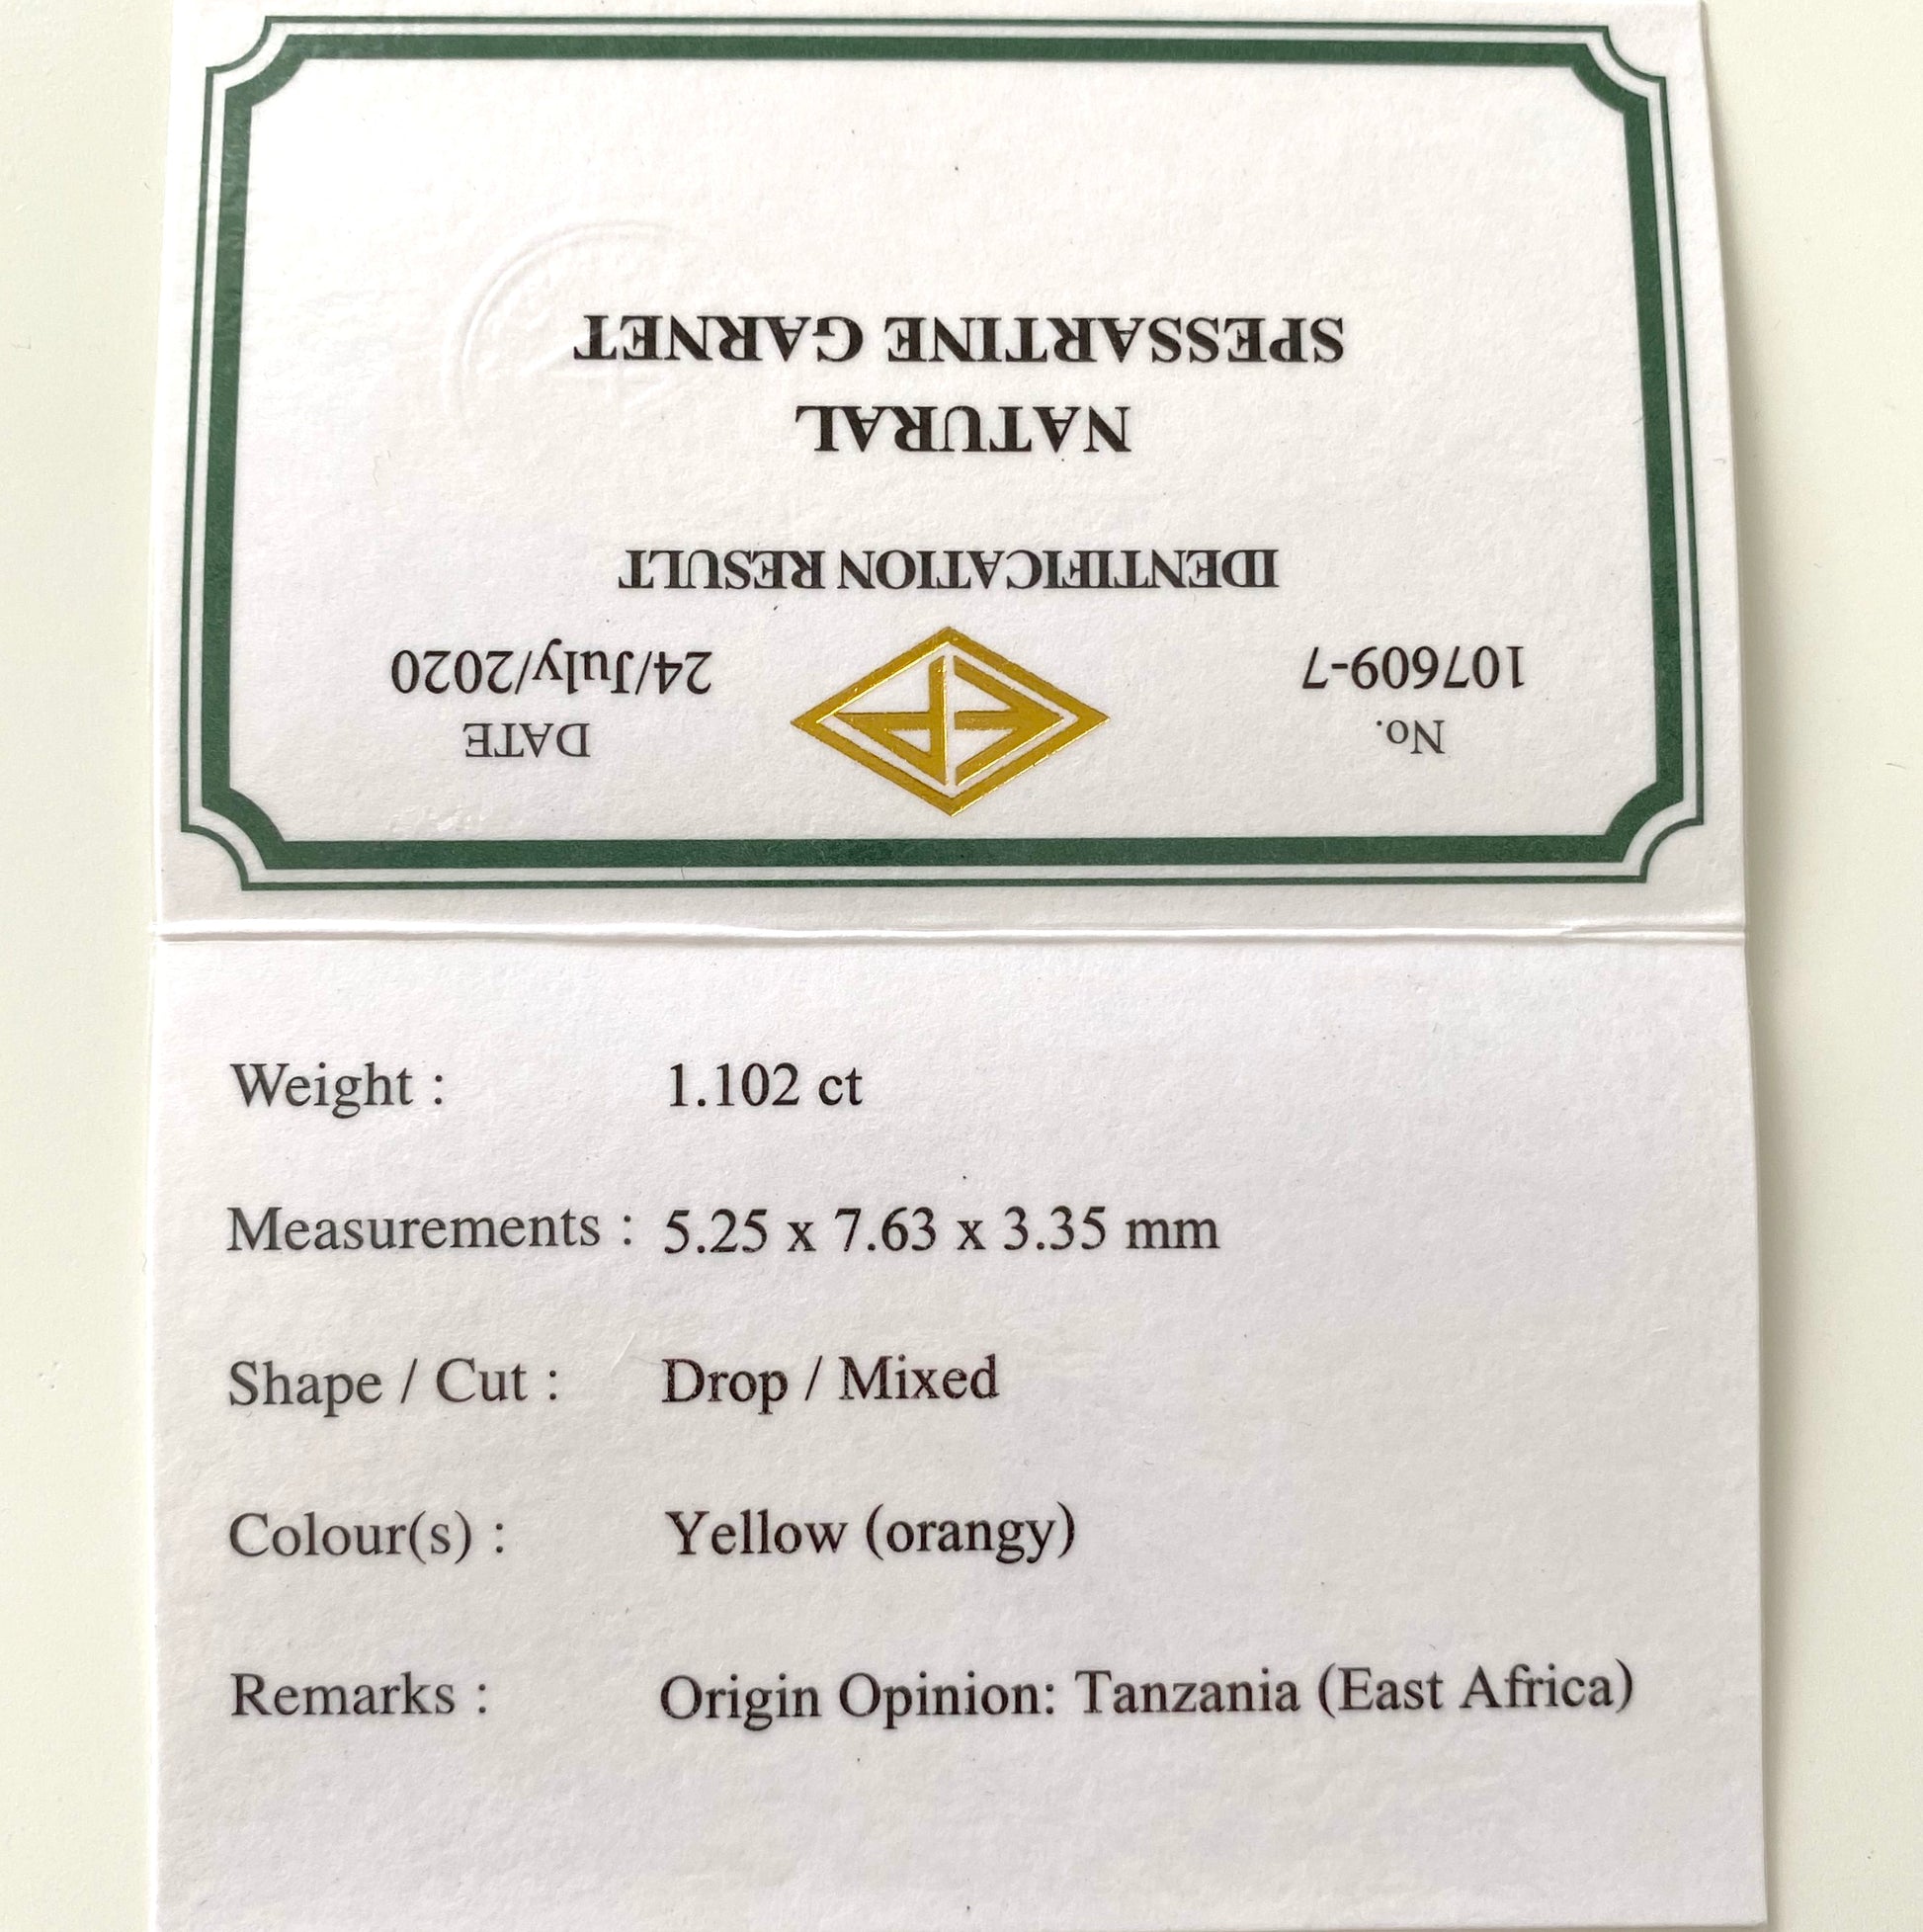 No.
107609-7
DATE
24/July/2020
IDENTIFICATION RESULT
NATURAL
SPESSARTINE GARNET
Weight : 1.102 ct
Measurements : 5.25 x 7.63 x 3.35 mm
Shape / Cut : Drop / Mixed
Colour(s) : Yellow (orangy)
Remarks : Origin Opinion: Tanzania (East Africa)